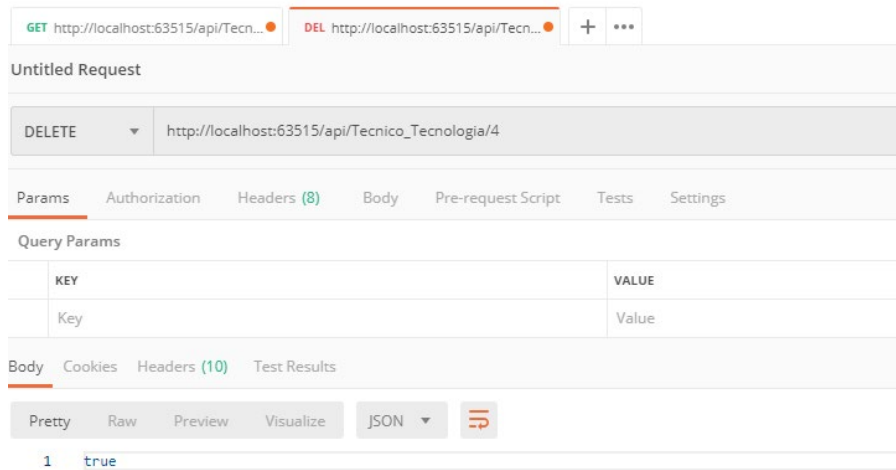 GET http://localhost:63515/api/Tecn... DEL http://localhost:63515/api/Tecn... + •••
Untitled Request
DELETE http://localhost:63515/api/Tecnico_Tecnologia/4
Params Authorization Headers (8) Body Pre-request Script Tests Settings
Query Params
KEY VALUE
Key Value
Body Cookies Headers (10) Test Results
Pretty Raw Preview Visualize JSON
1 true